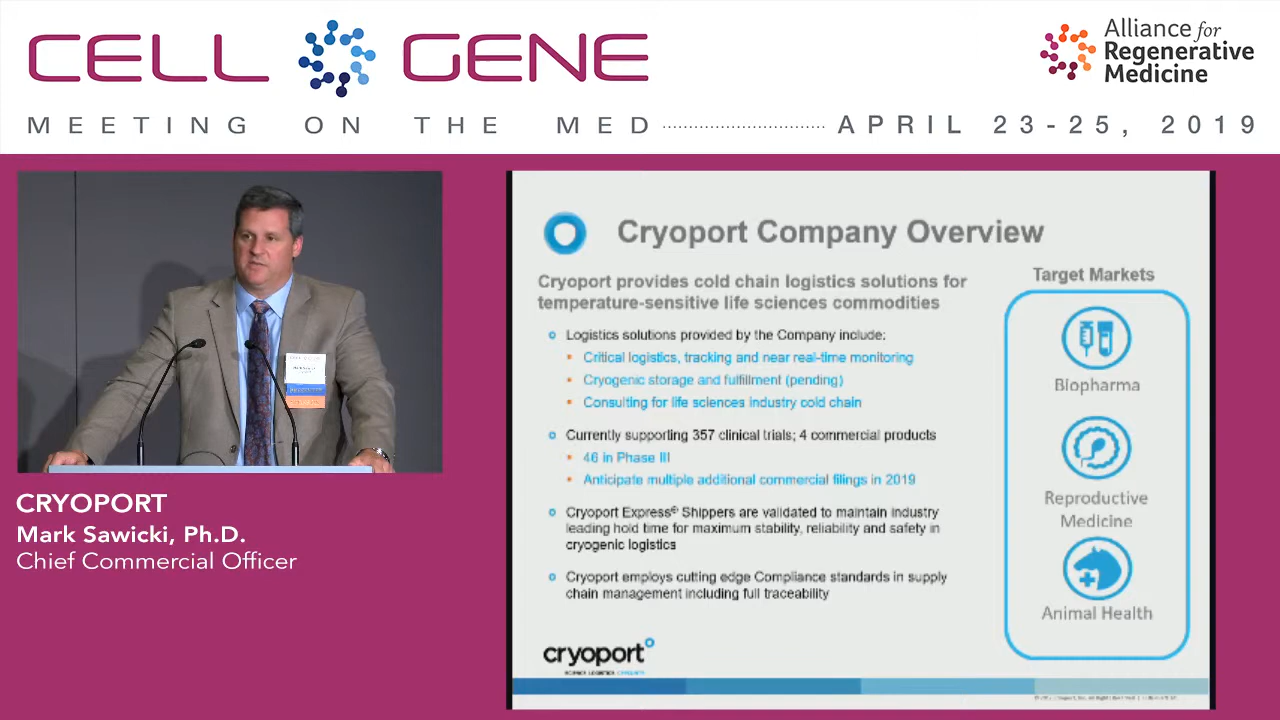 CELL GENE
MEETING ON THE MED APRIL 23-25, 2019
Alliance for
Regenerative
Medicine
CRYOPORT
Mark Sawicki, Ph.D.
Chief Commercial Officer
Cryoport Company Overview
Cryoport provides cold chain logistics solutions for
temperature-sensitive life sciences commodities
Logistics solutions provided by the Company include:
Critical logistics, tracking and near real-time monitoring
Cryogenic storage and fulfillment (pending)
Consulting for life sciences industry cold chain
Currently supporting 357 clinical trials; 4 commercial products
46 in Phase III
Anticipate multiple additional commercial filings in 2019
Cryoport Express® Shippers are validated to maintain industry
leading hold time for maximum stability, reliability and safety in
cryogenic logistics
Cryoport employs cutting edge Compliance standards in supply
chain management including full traceability
Target Markets
Biopharma
Reproductive
Medicine
Animal Health
cryoport
SCIENCE. LOGISTICS.